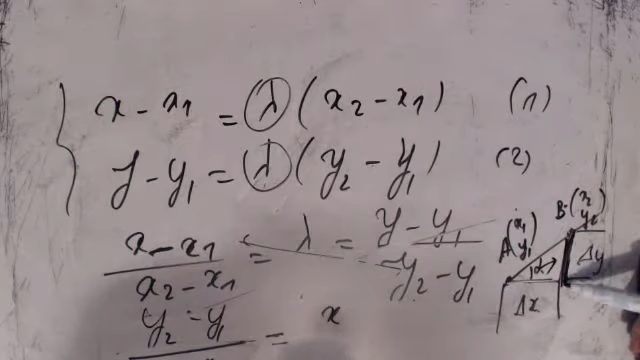 x - x₁ = λ (x₂ - x₁) (1)
y - y₁ = λ (y₂ - y₁) (2)
x - x₁ / x₂ - x₁ = λ = y - y₁ / y₂ - y₁
y₂ - y₁ = x
A (x₁ y₁)
B (x₂ y₂)
α
Δy
Δx